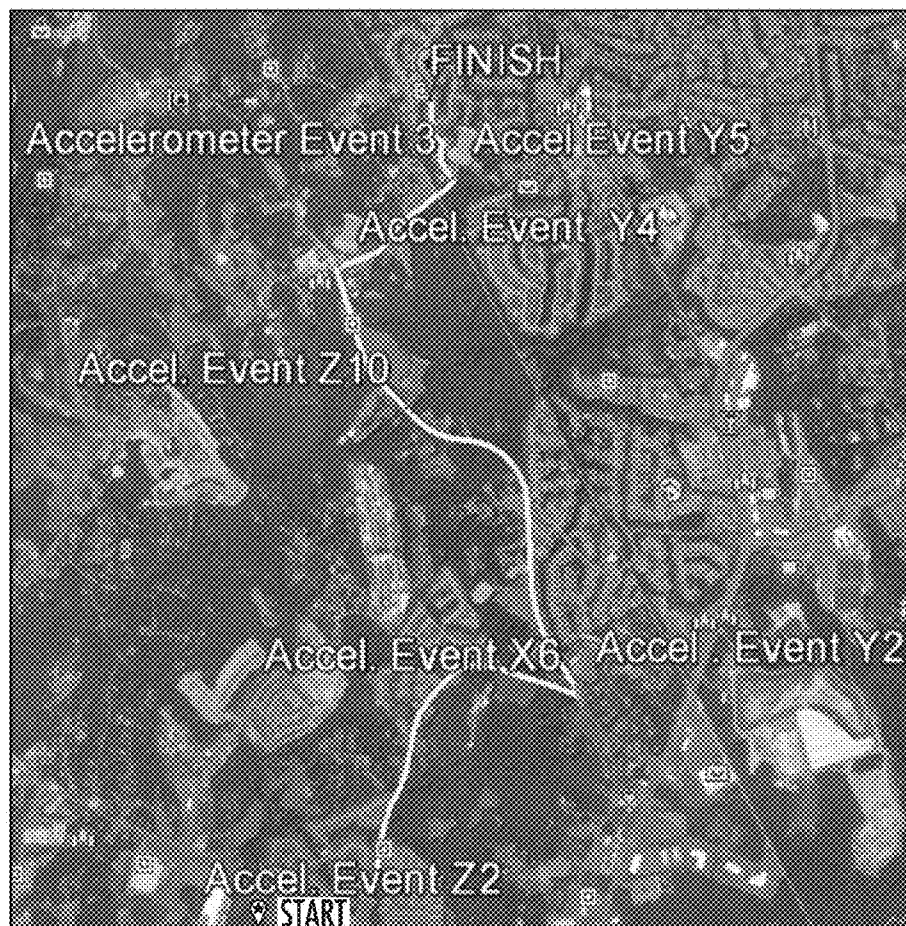 FINISH
Accelerometer Event 3
Accel.Event Y5
Accel. Event Y4
Accel. Event Z10
Accel. Event X6
Accel . Event Y2
Accel. Event Z2
START